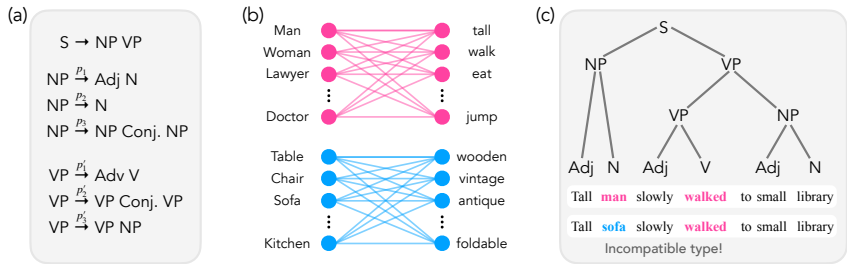 (a)
S → NP VP
NP →p₁ Adj N
NP →p₂ N
NP →p₃ NP Conj. NP
VP →p′₁ Adv V
VP →p′₂ VP Conj. VP
VP →p′₃ VP NP
(b)
Man tall
Woman walk
Lawyer eat
Doctor jump
Table wooden
Chair vintage
Sofa antique
Kitchen foldable
(c)
S
NP VP
VP NP
Adj N Adj V Adj N
Tall man slowly walked to small library
Tall sofa slowly walked to small library
Incompatible type!